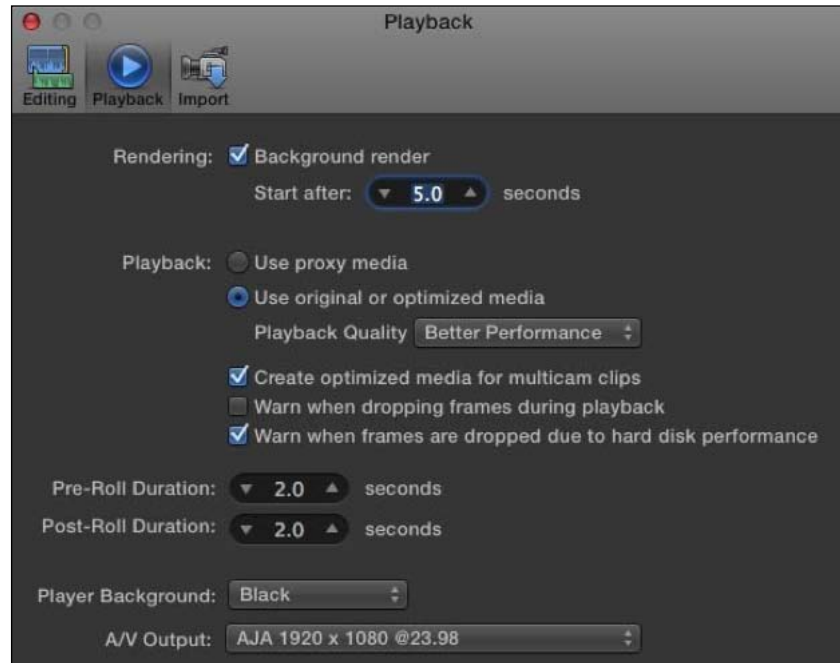 Playback
Editing Playback Import
Rendering: Background render
Start after: 5.0 seconds
Playback: Use proxy media
Use original or optimized media
Playback Quality Better Performance
Create optimized media for multicam clips
Warn when dropping frames during playback
Warn when frames are dropped due to hard disk performance
Pre-Roll Duration: 2.0 seconds
Post-Roll Duration: 2.0 seconds
Player Background: Black
A/V Output: AJA 1920 x 1080 @23.98